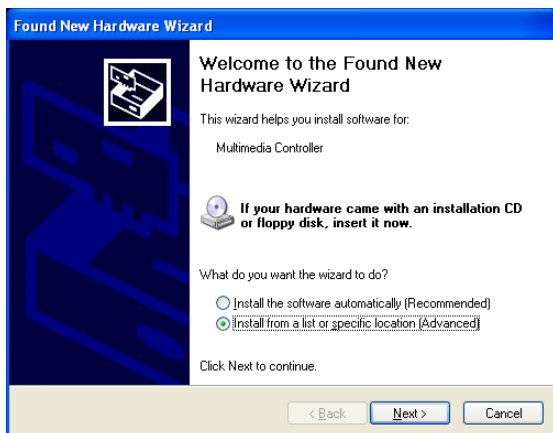 Found New Hardware Wizard
Welcome to the Found New
Hardware Wizard
This wizard helps you install software for:
Multimedia Controller
If your hardware came with an installation CD
or floppy disk, insert it now.
What do you want the wizard to do?
Install the software automatically (Recommended)
Install from a list or specific location (Advanced)
Click Next to continue.
< Back Next > Cancel